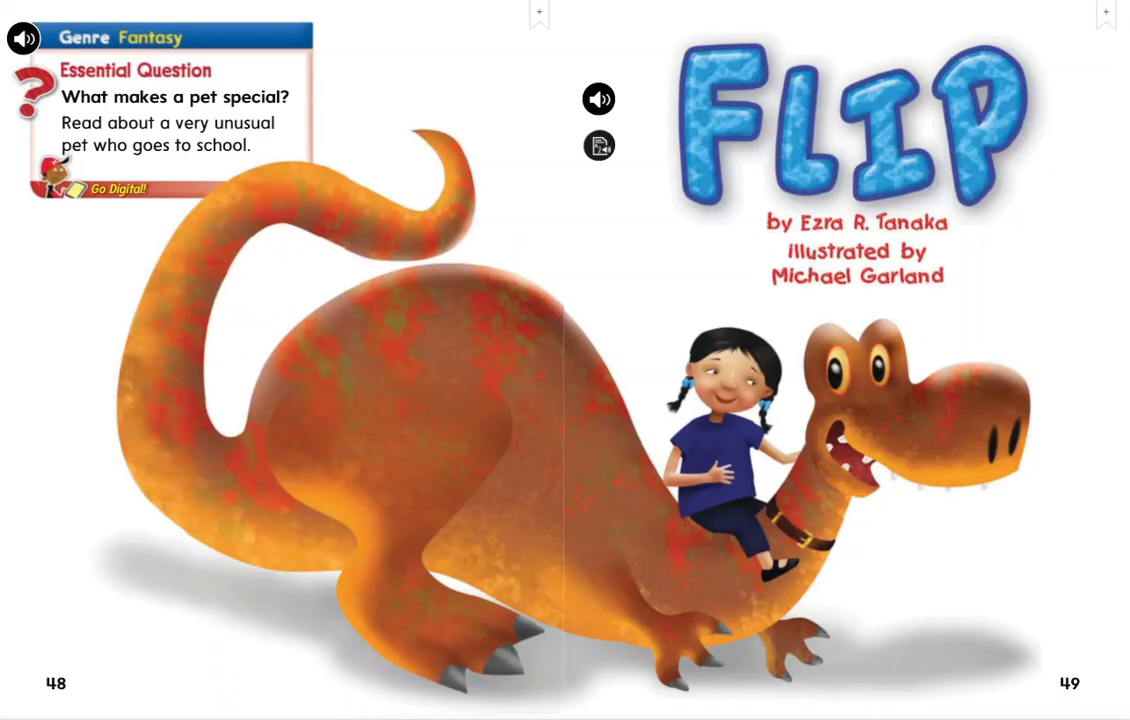 Genre Fantasy
?
Essential Question
What makes a pet special?
Read about a very unusual
pet who goes to school.
Go Digital!
48
+
+
FLIP
by Ezra R. Tanaka
illustrated by
Michael Garland
49